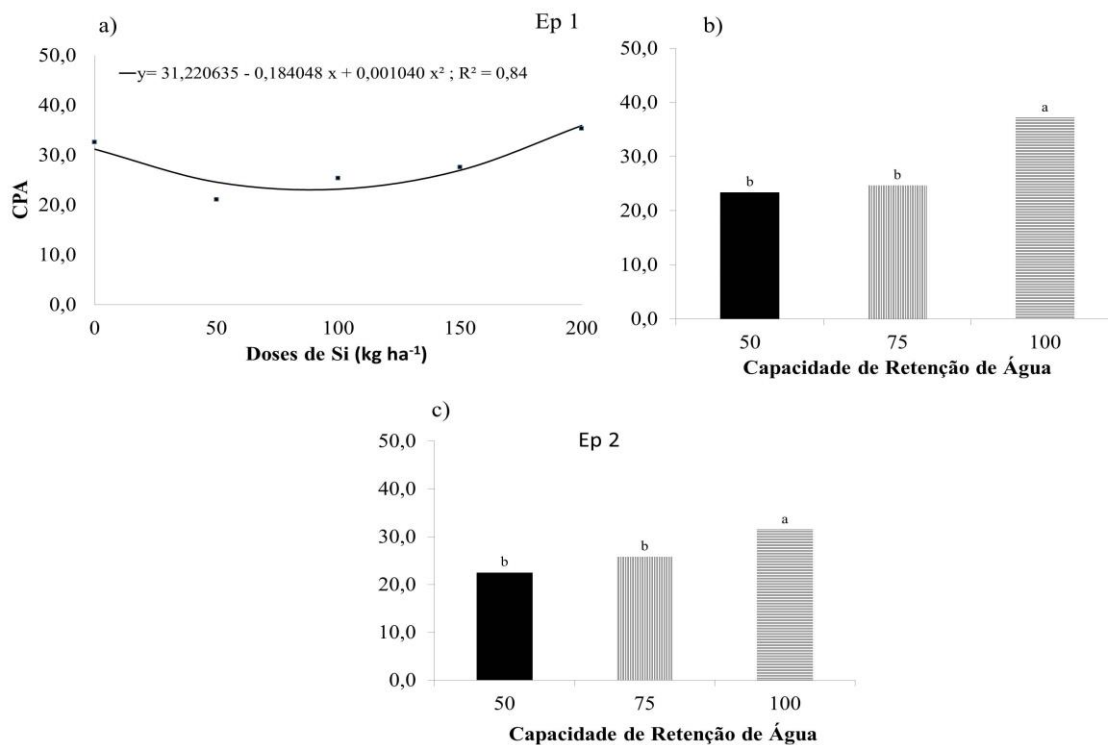 a)
Ep 1
50,0
y= 31,220635 - 0,184048 x + 0,001040 x² ; R² = 0,84
40,0
30,0
20,0
10,0
0,0
CPA
0 50 100 150 200
Doses de Si (kg ha⁻¹)
b)
50,0
40,0
30,0
20,0
10,0
0,0
b b a
50 75 100
Capacidade de Retenção de Água
c)
Ep 2
50,0
40,0
30,0
20,0
10,0
0,0
b b a
50 75 100
Capacidade de Retenção de Água